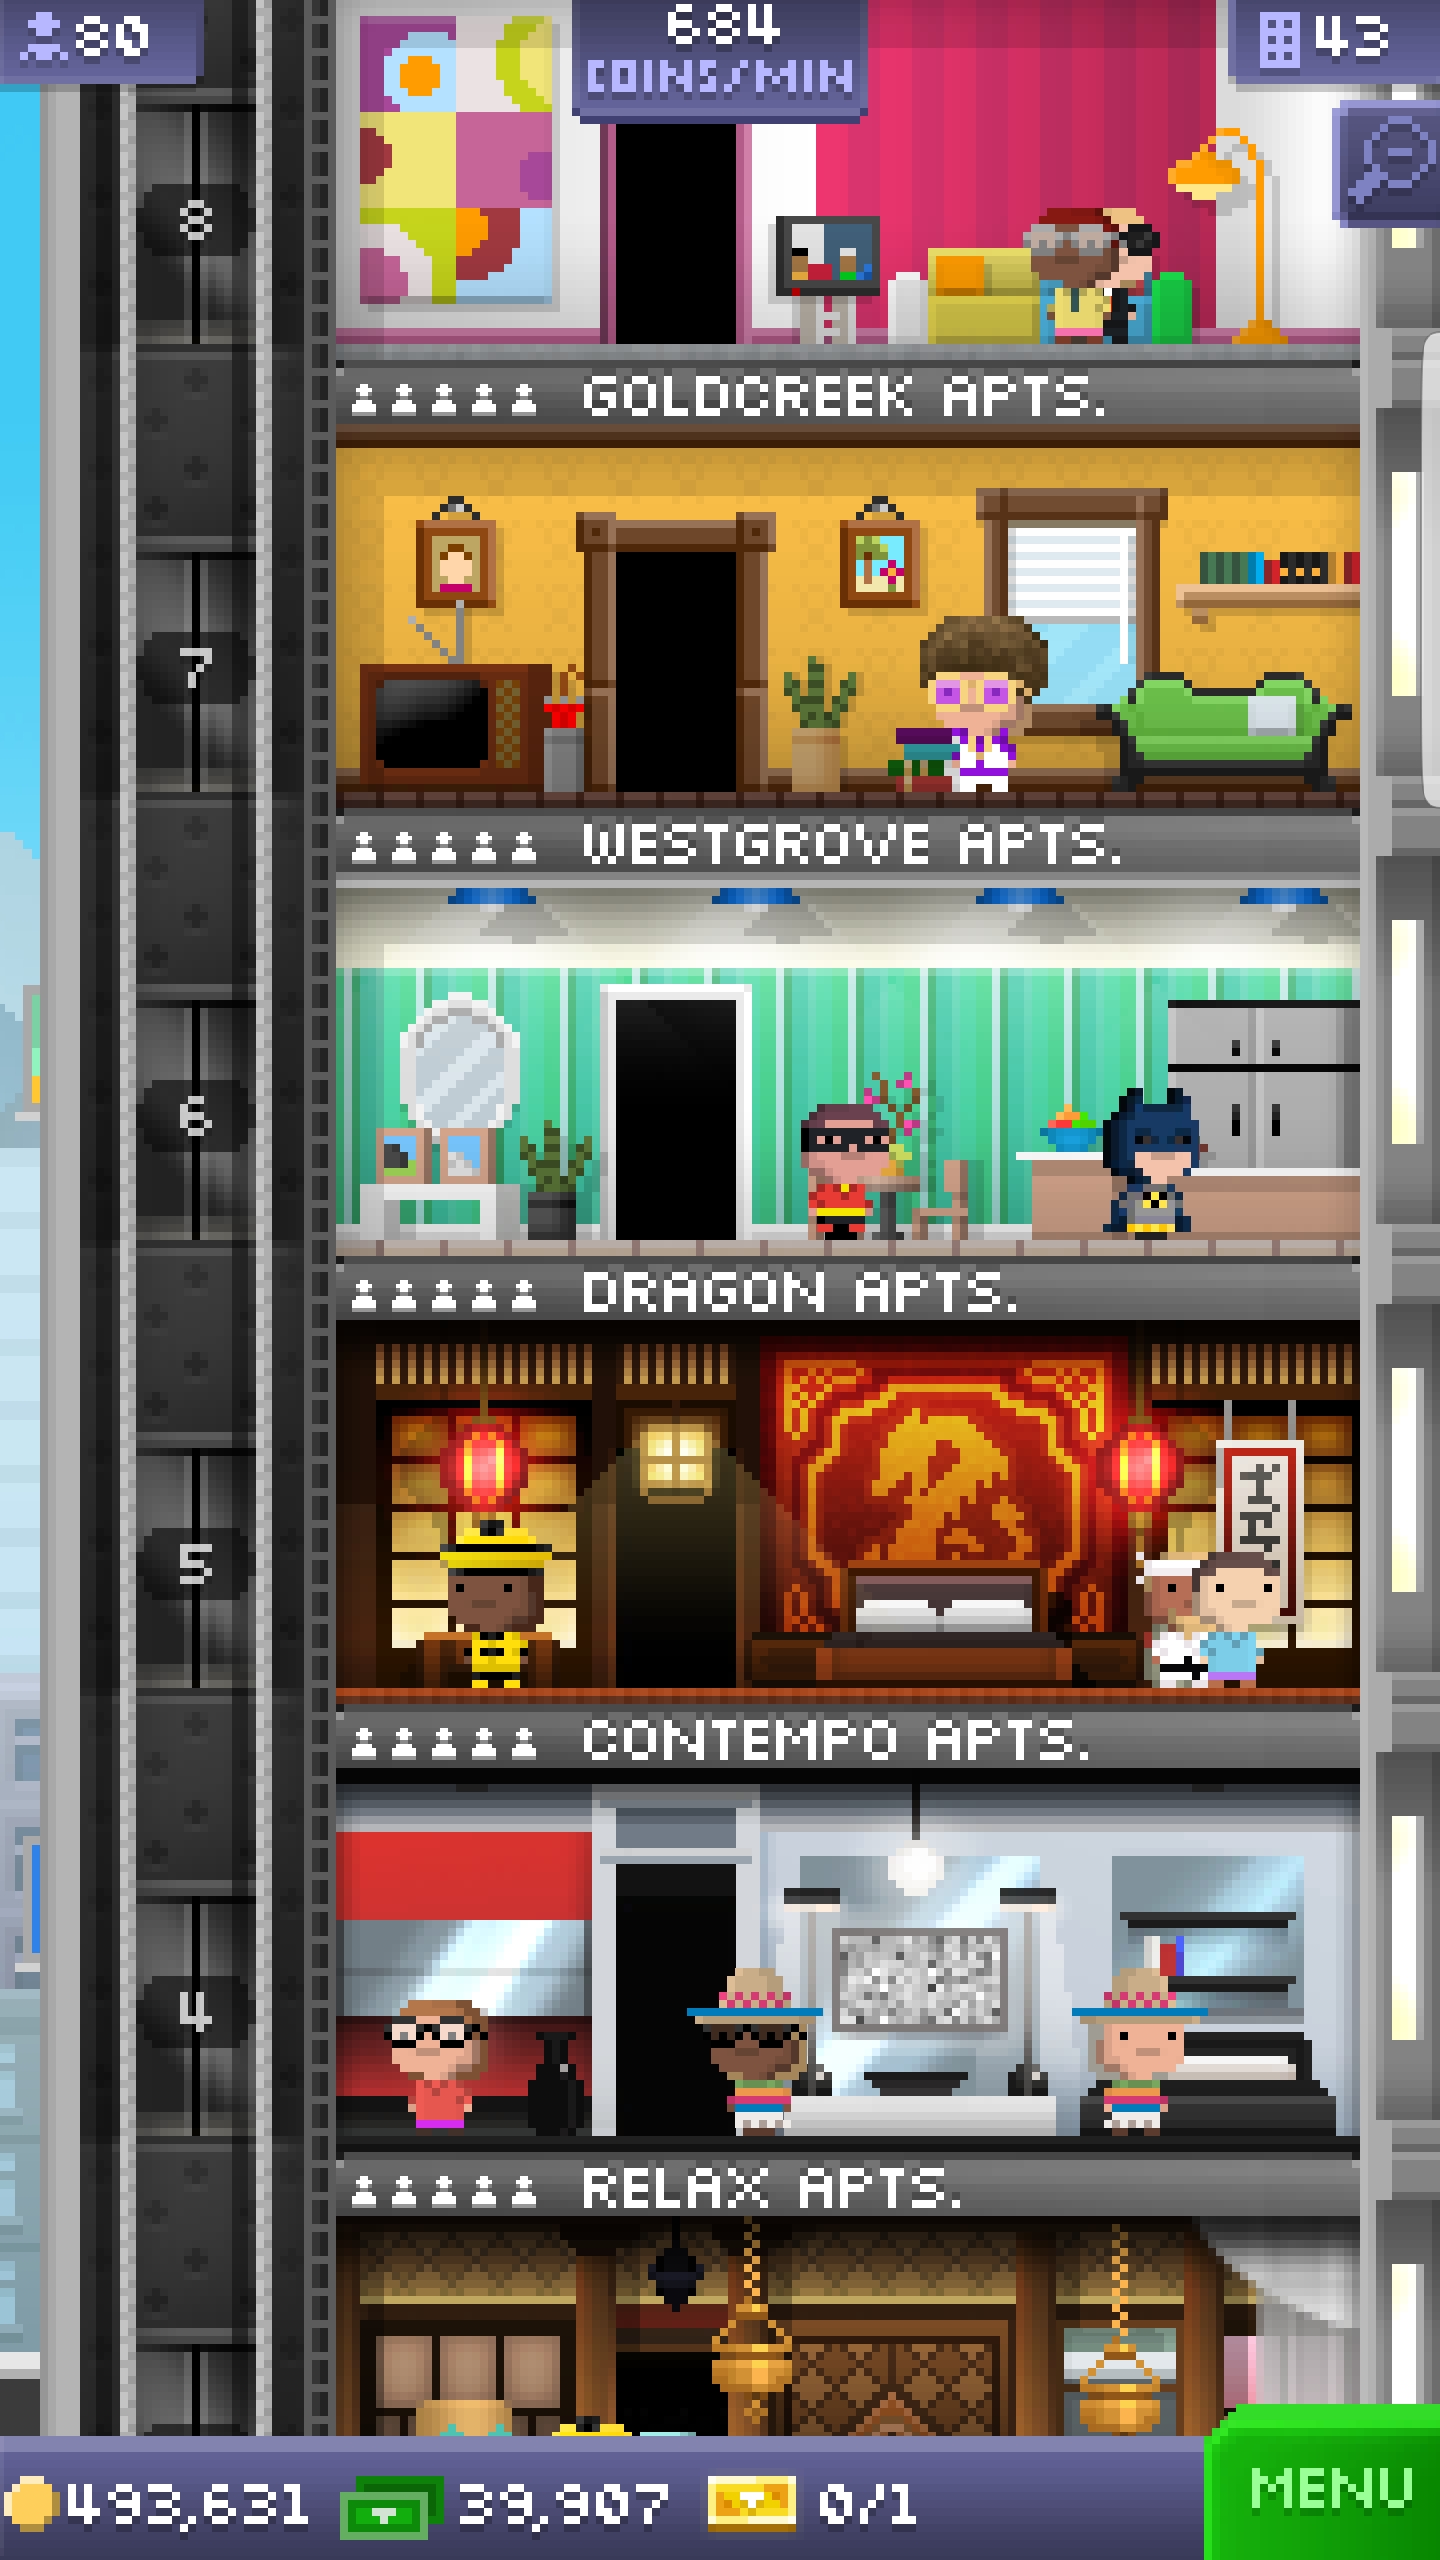 80
684
COINS/MIN
43
8
GOLDCREEK APTS.
7
WESTGROVE APTS.
6
DRAGON APTS.
5
CONTEMPO APTS.
4
RELAX APTS.
493,631
39,907
0/1
MENU